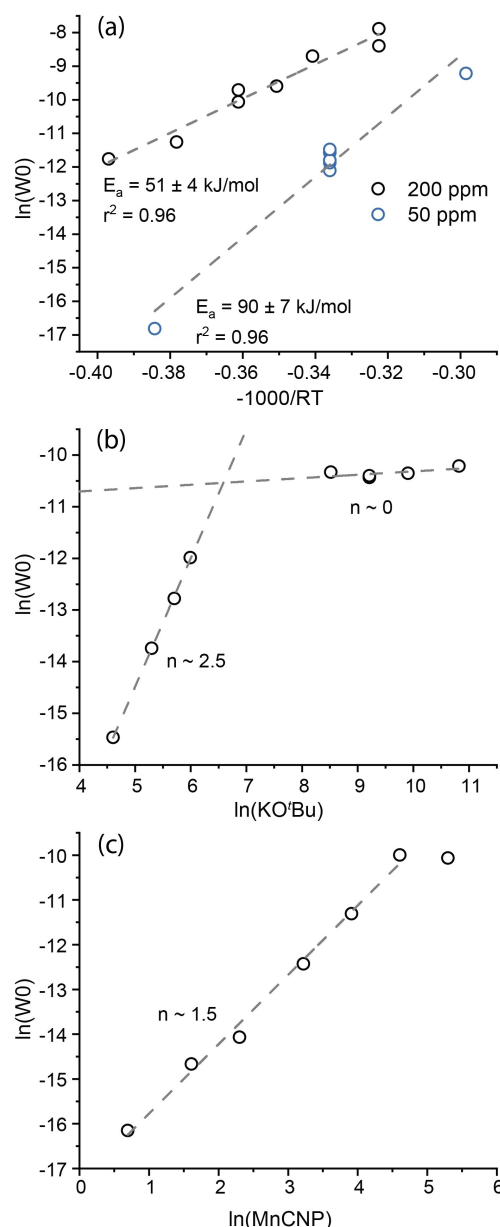 (a)
-8
-9
-10
-11
-12
-13
-14
-15
-16
-17
ln(W0)
Eₐ = 51 ± 4 kJ/mol
r² = 0.96
200 ppm
50 ppm
Eₐ = 90 ± 7 kJ/mol
r² = 0.96
-0.40 -0.38 -0.36 -0.34 -0.32 -0.30
-1000/RT
(b)
-10
-11
-12
-13
-14
-15
-16
ln(W0)
n ~ 0
n ~ 2.5
4 5 6 7 8 9 10 11
ln(KOᵗBu)
(c)
-10
-11
-12
-13
-14
-15
-16
-17
ln(W0)
n ~ 1.5
0 1 2 3 4 5 6
ln(MnCNP)